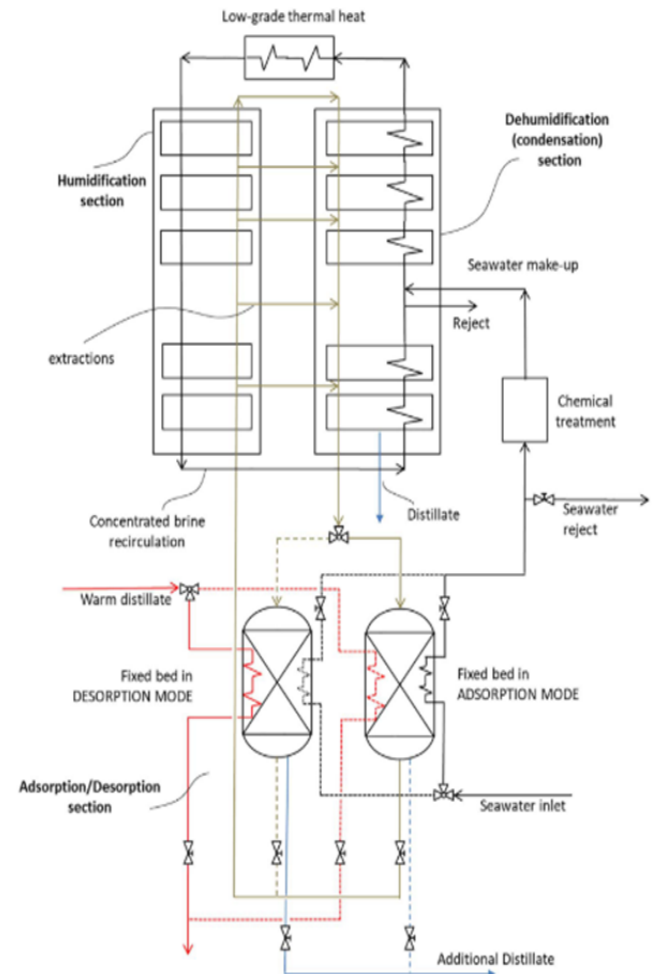 Low-grade thermal heat
Dehumidification
(condensation)
section
Humidification
section
Seawater make-up
Reject
extractions
Chemical
treatment
Distillate
Seawater
reject
Concentrated brine
recirculation
Warm distillate
Fixed bed in
DESORPTION MODE
Fixed bed in
ADSORPTION MODE
Adsorption/Desorption
section
Seawater inlet
Additional Distillate